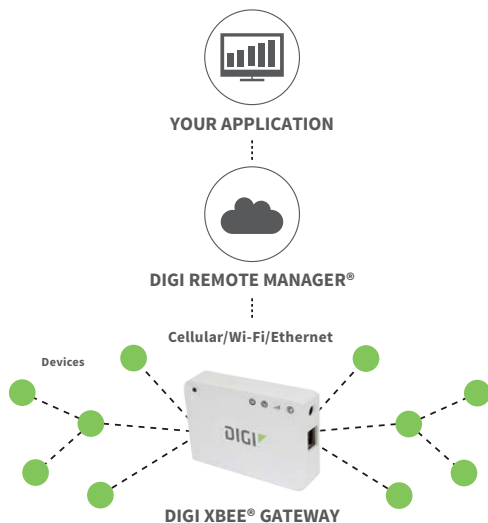 YOUR APPLICATION
DIGI REMOTE MANAGER®
Cellular/Wi-Fi/Ethernet
Devices
DIGI
DIGI XBEE® GATEWAY